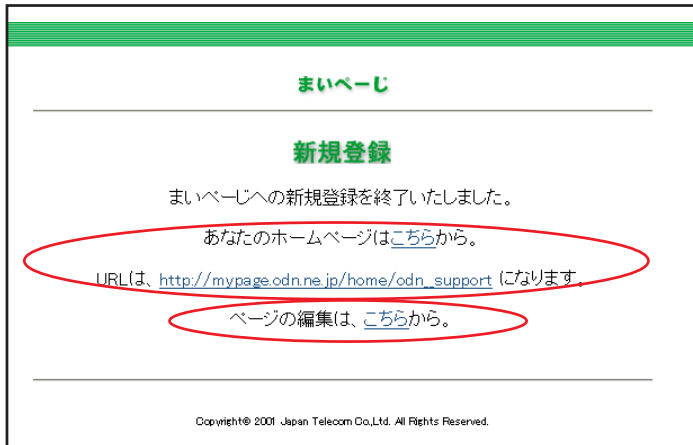 まいぺーじ
新規登録
まいぺーじへの新規登録を終了いたしました。
あなたのホームページはこちらから。
URLは、http://mypage.odn.ne.jp/home/odn_support になります。
ページの編集は、こちらから。
Copyright© 2001 Japan Telecom Co.,Ltd. All Rights Reserved.